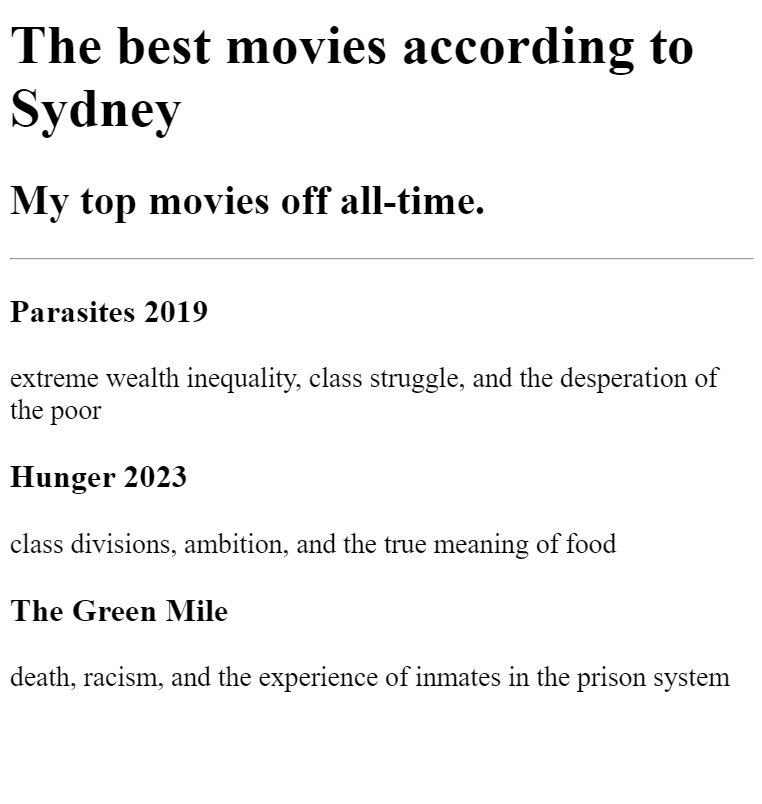 The best movies according to
Sydney
My top movies off all-time.
Parasites 2019
extreme wealth inequality, class struggle, and the desperation of
the poor
Hunger 2023
class divisions, ambition, and the true meaning of food
The Green Mile
death, racism, and the experience of inmates in the prison system